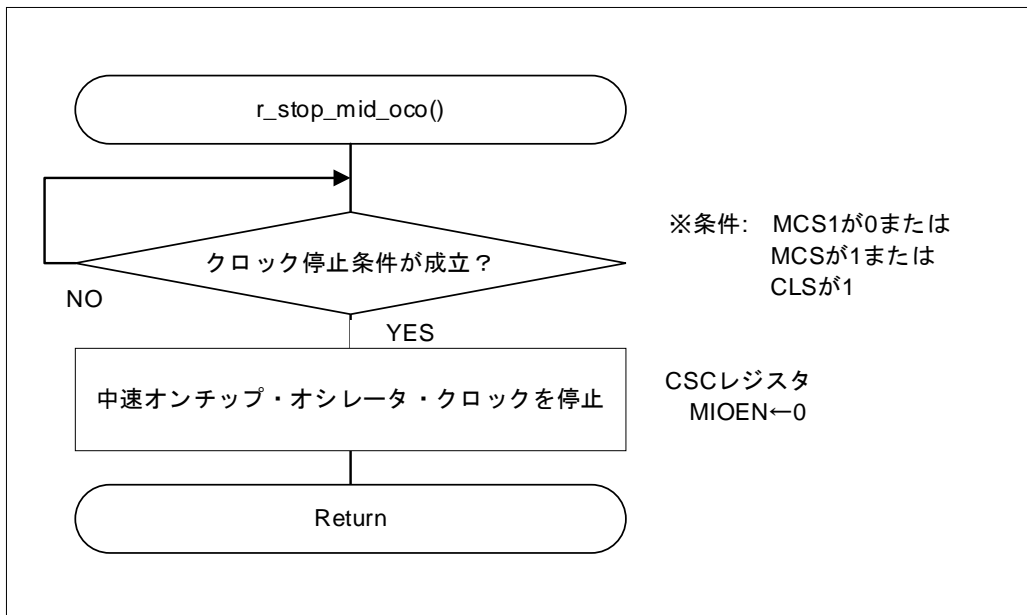 r_stop_mid_oco()
クロック停止条件が成立？
※条件: MCS1が0または
MCSが1または
CLSが1
NO
YES
中速オンチップ・オシレータ・クロックを停止
CSCレジスタ
MIOEN←0
Return